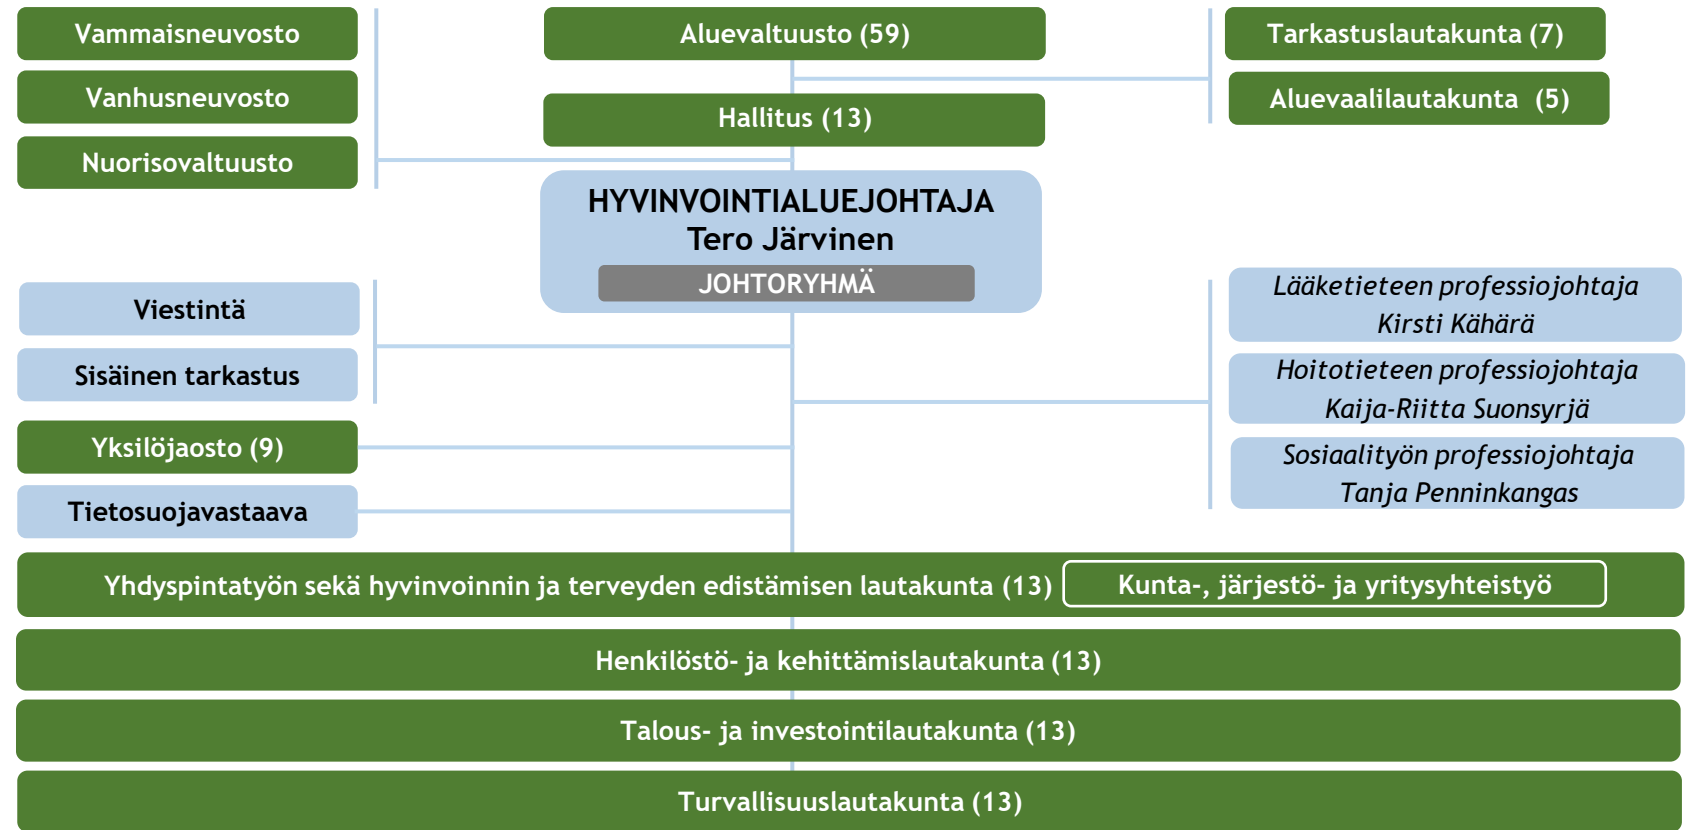 Vammaisneuvosto
Vanhusneuvosto
Nuorisovaltuusto
Aluevaltuusto (59)
Hallitus (13)
Tarkastuslautakunta (7)
Aluevaalilautakunta (5)
HYVINVOINTIALUEJOHTAJA
Tero Järvinen
JOHTORYHMÄ
Viestintä
Sisäinen tarkastus
Yksilöjaosto (9)
Tietosuojavastaava
Lääketieteen professiojohtaja
Kirsti Kähärä
Hoitotieteen professiojohtaja
Kaija-Riitta Suonsyrjä
Sosiaalityön professiojohtaja
Tanja Penninkangas
Yhdyspintatyön sekä hyvinvoinnin ja terveyden edistämisen lautakunta (13)
Kunta-, järjestö- ja yritysyhteistyö
Henkilöstö- ja kehittämislautakunta (13)
Talous- ja investointilautakunta (13)
Turvallisuuslautakunta (13)